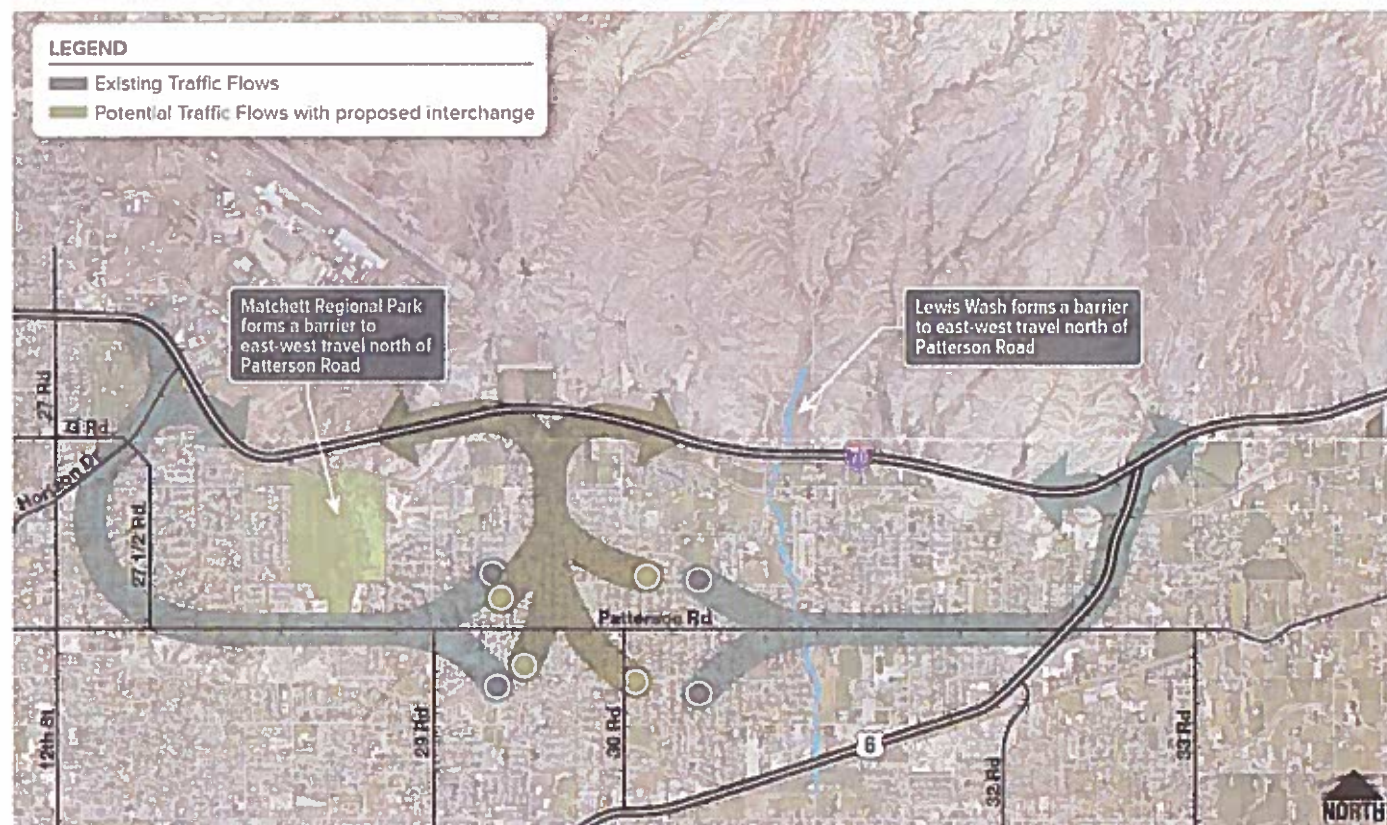 LEGEND
Existing Traffic Flows
Potential Traffic Flows with proposed interchange
Matchett Regional Park
forms a barrier to
east-west travel north of
Patterson Road
Lewis Wash forms a barrier
to east-west travel north of
Patterson Road
27 Rd
G Rd
Horizon Dr
27 1/2 Rd
70
Patterson Rd
12th St
29 Rd
30 Rd
6
32 Rd
33 Rd
NORTH